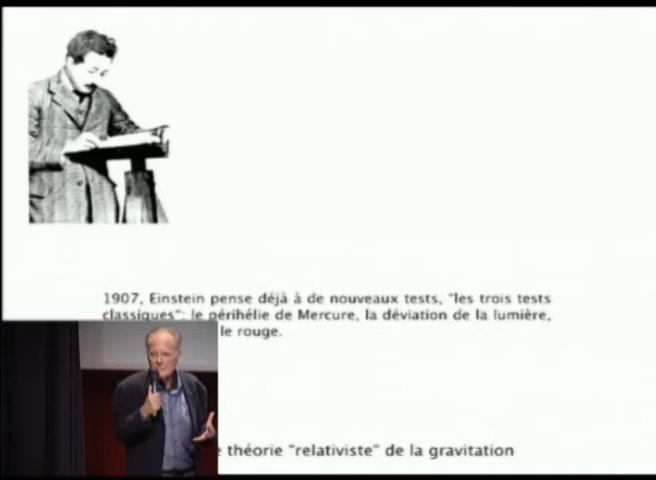 1907, Einstein pense déjà à de nouveaux tests, "les trois tests
classiques": le périhélie de Mercure, la déviation de la lumière,
le rouge.
théorie "relativiste" de la gravitation